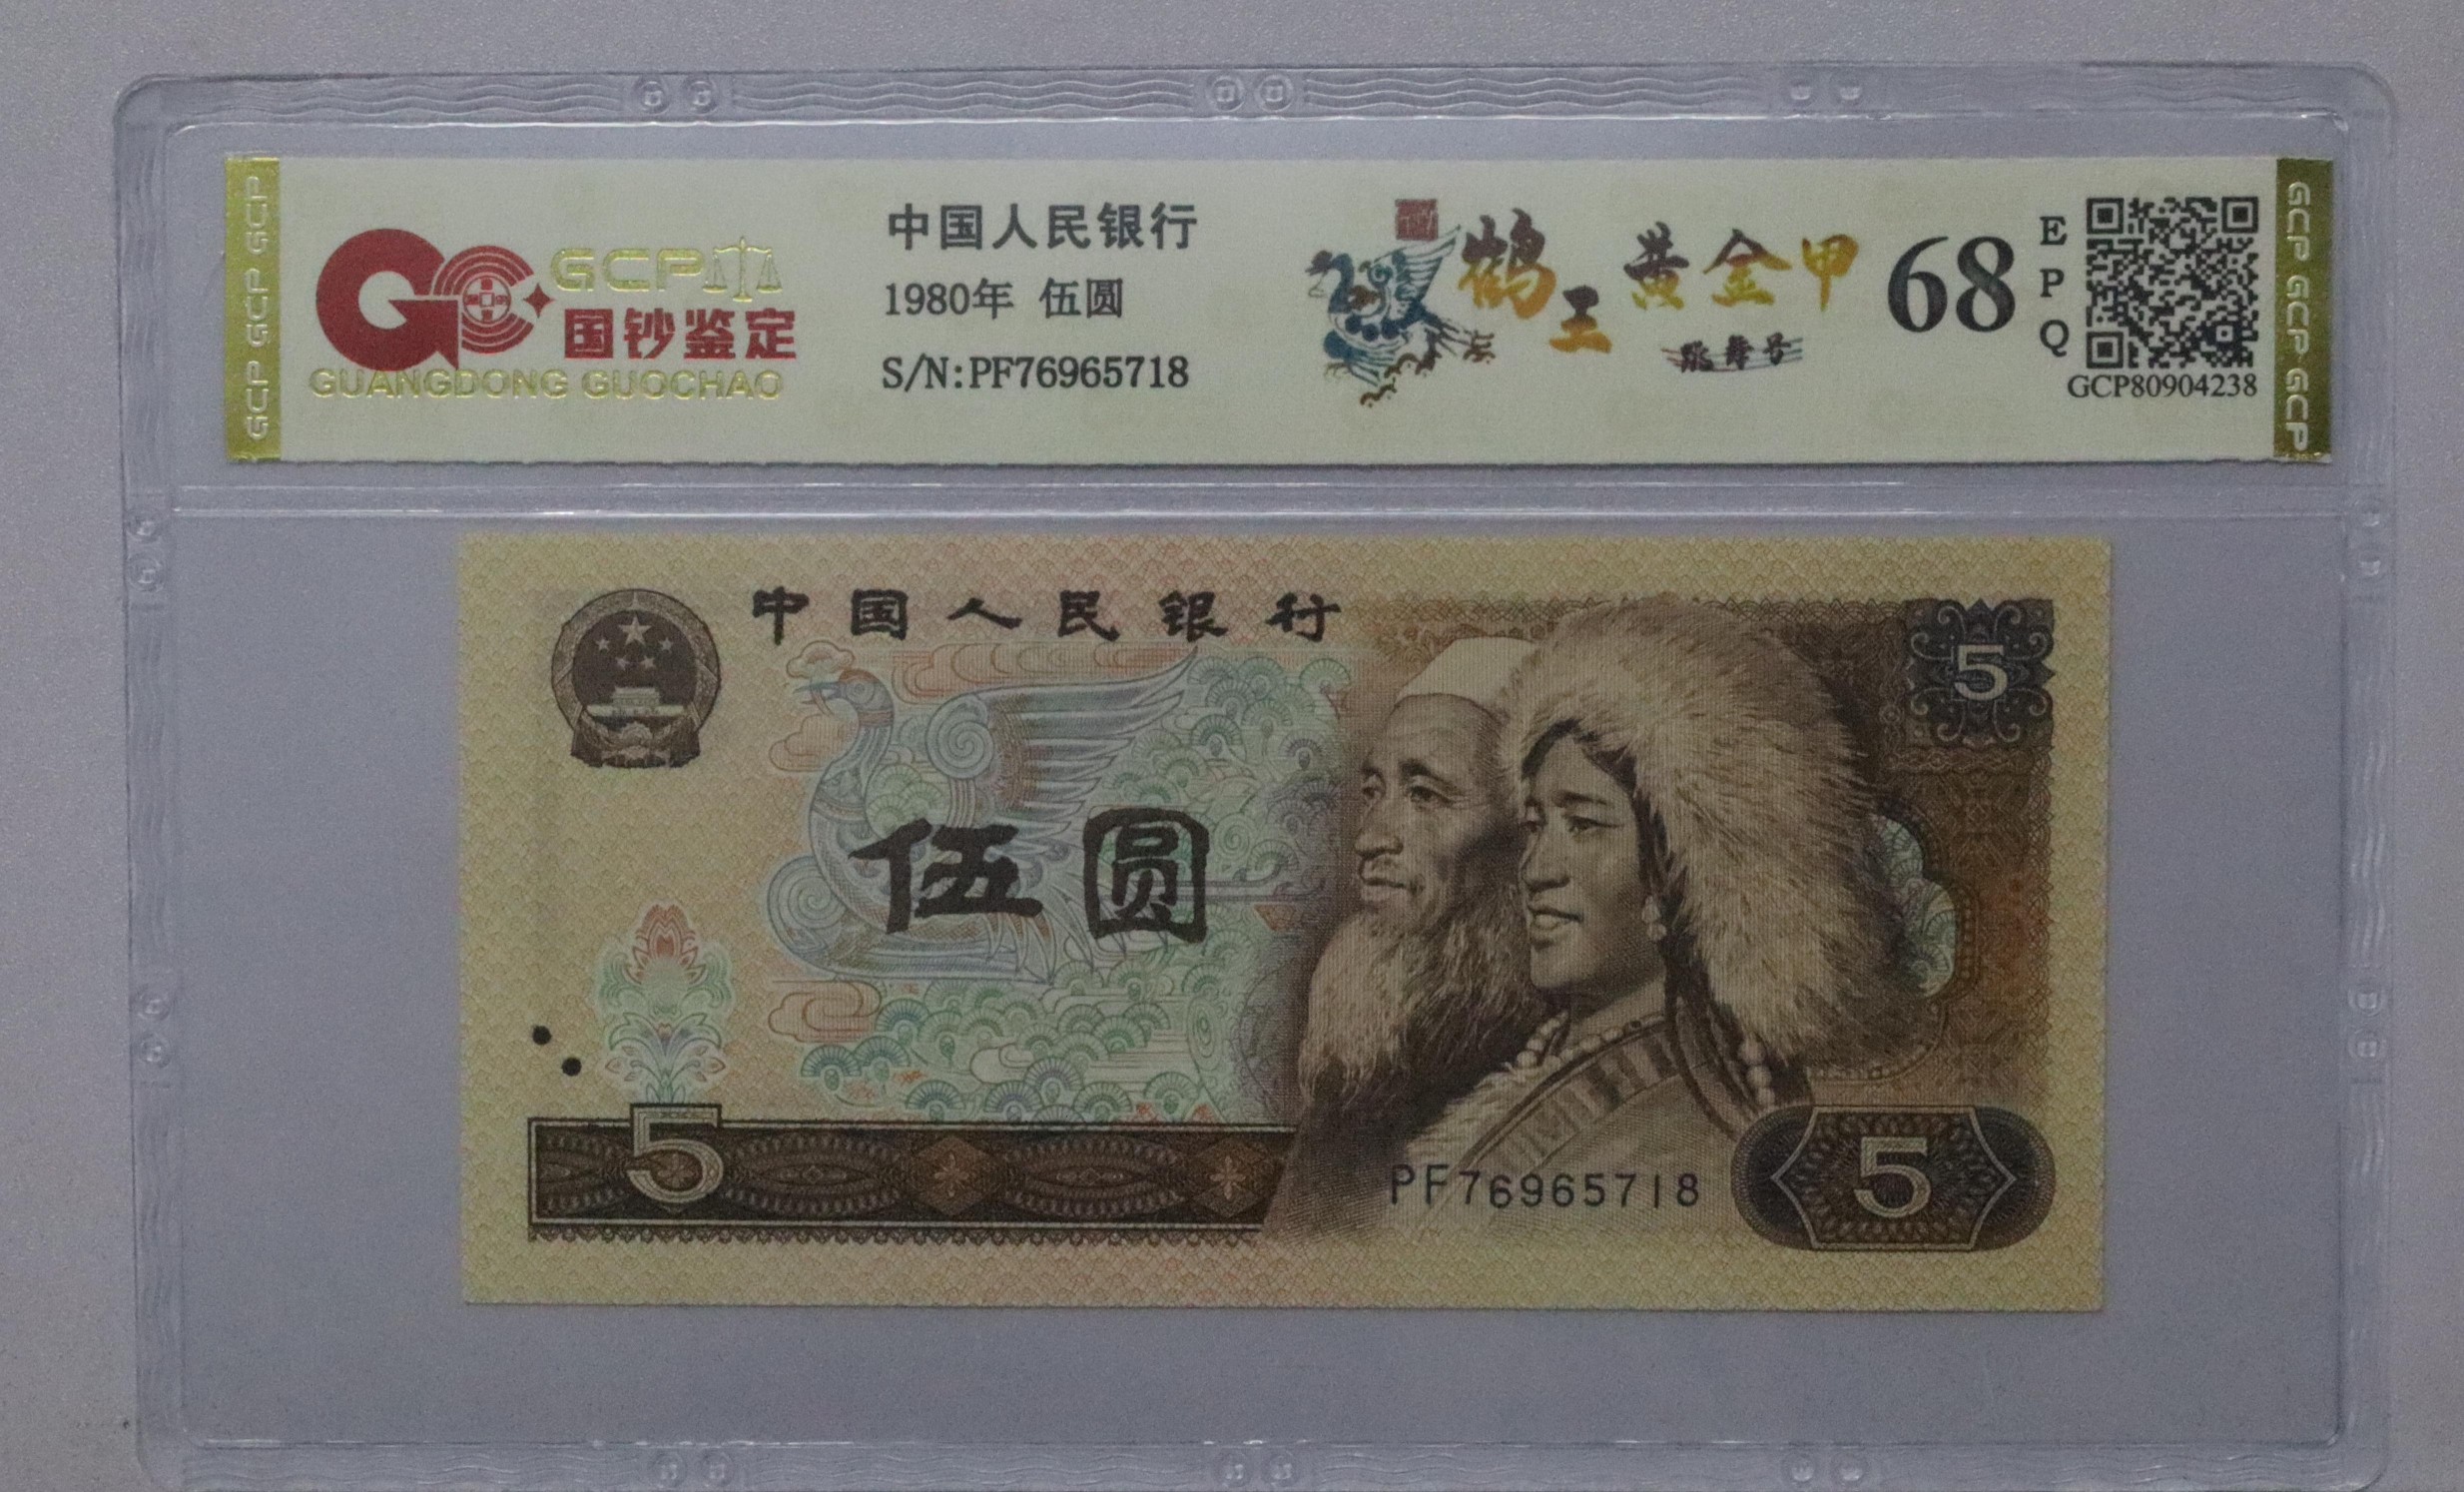 GCP GCP GCP
GCP
国钞鉴定
GUANGDONG GUOCHAO
中国人民银行
1980年 伍圆
S/N:PF76965718
鹤王 黄金甲
68
EPQ
GCP80904238
GCP GCP GCP
中国人民银行
5
伍圆
5
PF76965718
5